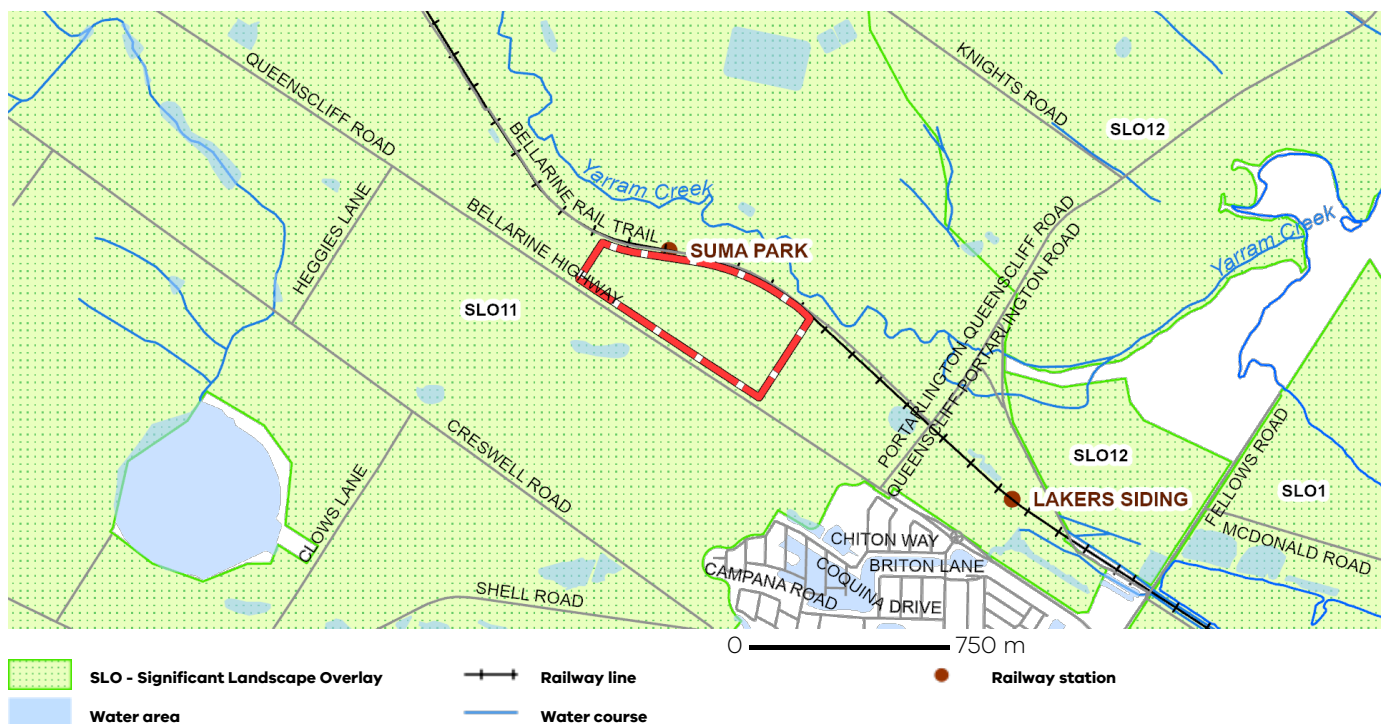 QUEENSCLIFF ROAD
KNIGHTS ROAD
SLO12
BELLARINE RAIL TRAIL
Yarram Creek
HEGGIES LANE
BELLARINE HIGHWAY
SUMA PARK
Yarram Creek
SLO11
PORTARLINGTON-QUEENSCLIFF ROAD
QUEENSCLIFF-PORTARLINGTON ROAD
CRESWELL ROAD
CLOWS LANE
SLO12
FELLOWS ROAD
SLO1
LAKERS SIDING
MCDONALD ROAD
CHITON WAY
BRITON LANE
CAMPANA ROAD
COQUINA DRIVE
SHELL ROAD
0 750 m
SLO - Significant Landscape Overlay
Railway line
Railway station
Water area
Water course